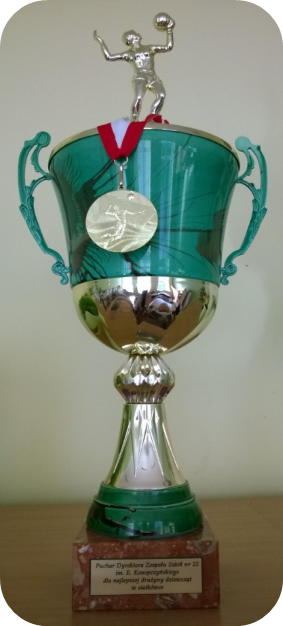 Puchar Dyrektora Zespołu Szkół nr 22
im. E. Konopczyńskiego
dla najlepszej drużyny dziewcząt
w siatkówce